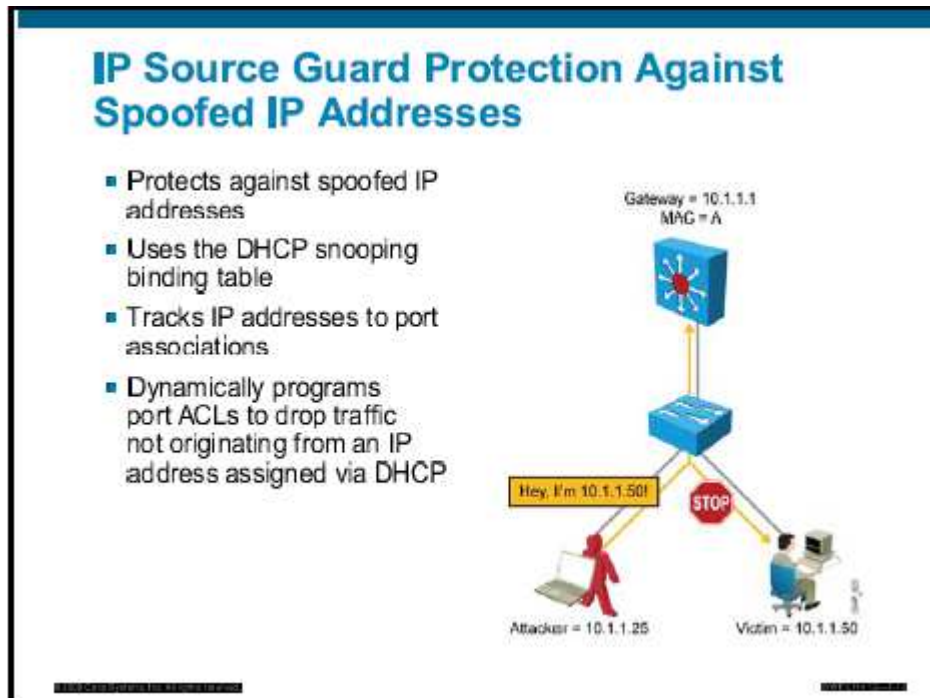 IP Source Guard Protection Against
Spoofed IP Addresses
Protects against spoofed IP
addresses
Uses the DHCP snooping
binding table
Tracks IP addresses to port
associations
Dynamically programs
port ACLs to drop traffic
not originating from an IP
address assigned via DHCP
Gateway = 10.1.1.1
MAC = A
Hey, I'm 10.1.1.50!
STOP
Attacker = 10.1.1.25
Victim = 10.1.1.50